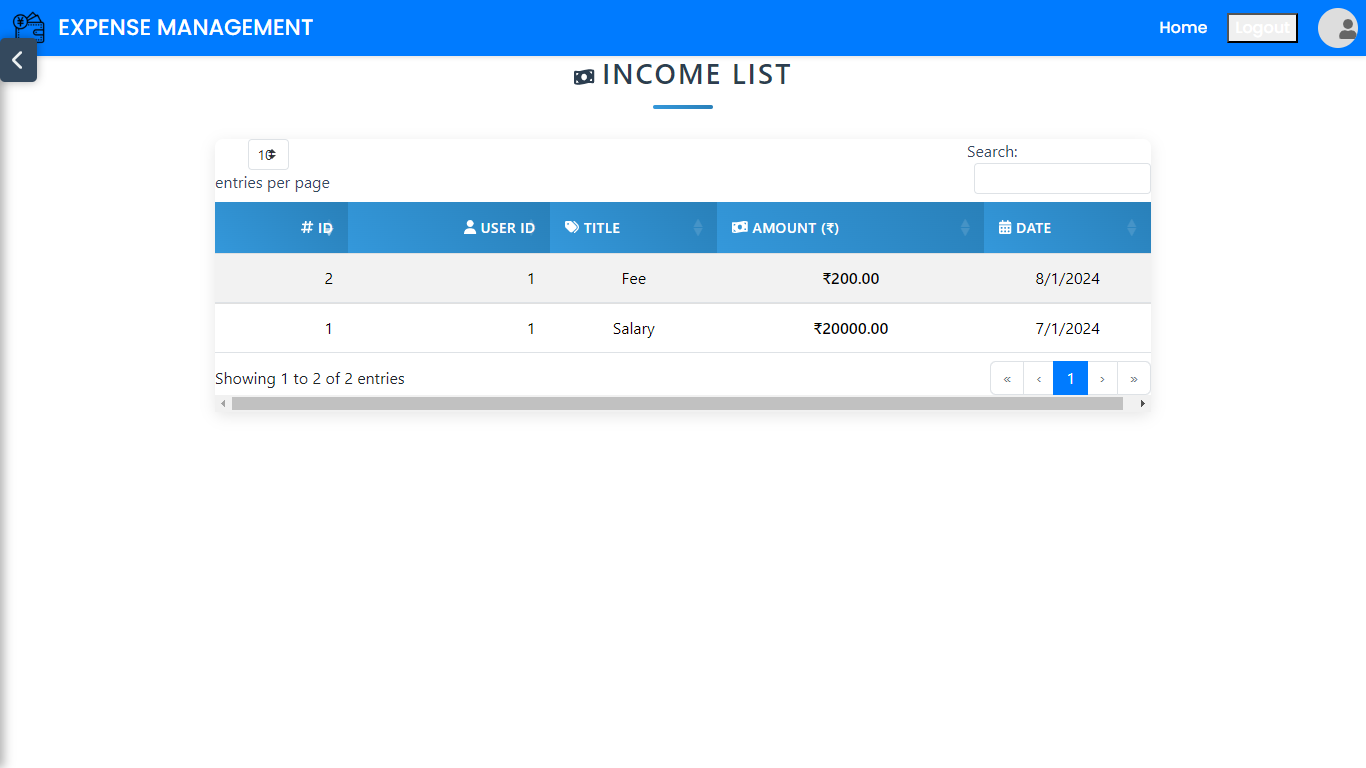 EXPENSE MANAGEMENT
Home
Logout
INCOME LIST
10
entries per page
Search:
# ID
USER ID
TITLE
AMOUNT (₹)
DATE
2 1 Fee ₹200.00 8/1/2024
1 1 Salary ₹20000.00 7/1/2024
Showing 1 to 2 of 2 entries
« ‹ 1 › »